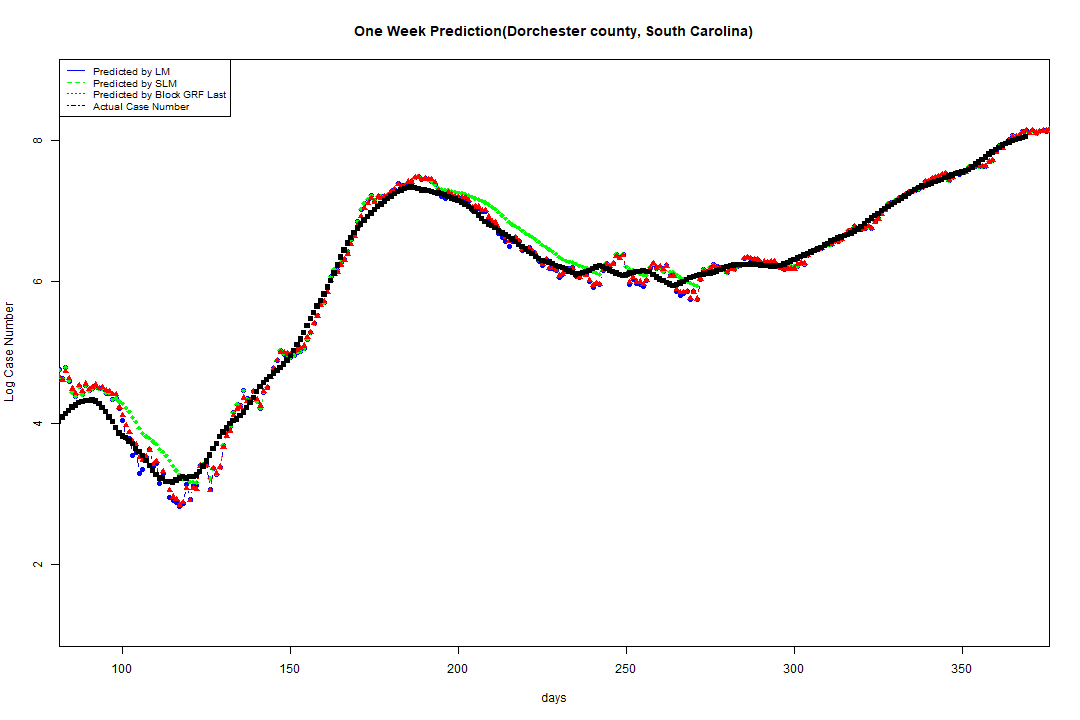 One Week Prediction(Dorchester county, South Carolina)
Predicted by LM
Predicted by SLM
Predicted by Block GRF Last
Actual Case Number
8
6
4
2
Log Case Number
100 150 200 250 300 350
days